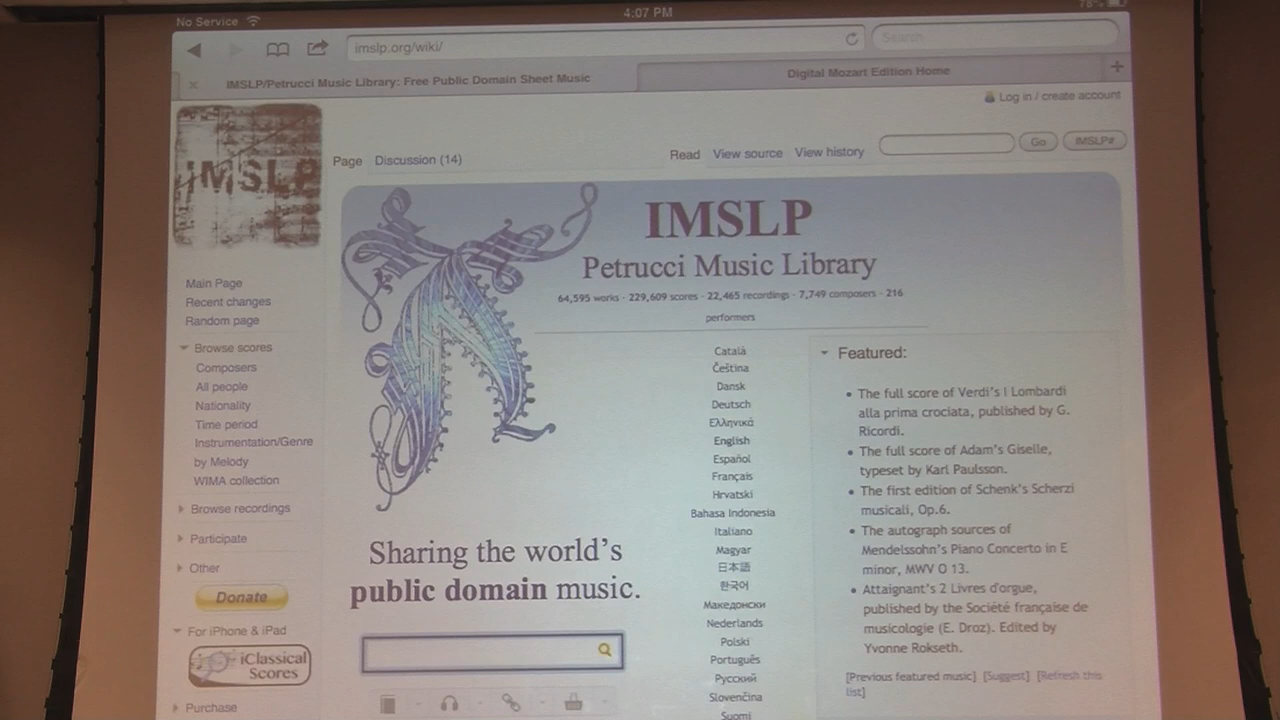 No Service
4:07 PM
78%
imslp.org/wiki/
Search
IMSLP/Petrucci Music Library: Free Public Domain Sheet Music
Digital Mozart Edition Home
Log in / create account
IMSLP
Page
Discussion (14)
Read
View source
View history
Go
IMSLP#
IMSLP
Petrucci Music Library
64,595 works · 229,609 scores · 22,465 recordings · 7,749 composers · 216
performers
Main Page
Recent changes
Random page
Browse scores
Composers
All people
Nationality
Time period
Instrumentation/Genre
by Melody
WIMA collection
Browse recordings
Participate
Other
Donate
For iPhone & iPad
iClassical
Scores
Purchase
Sharing the world's
public domain music.
Català
Čeština
Dansk
Deutsch
Ελληνικά
English
Español
Français
Hrvatski
Bahasa Indonesia
Italiano
Magyar
日本語
한국어
Македонски
Nederlands
Polski
Português
Русский
Slovenčina
Suomi
Featured:
• The full score of Verdi's I Lombardi
alla prima crociata, published by G.
Ricordi.
• The full score of Adam's Giselle,
typeset by Karl Paulsson.
• The first edition of Schenk's Scherzi
musicali, Op.6.
• The autograph sources of
Mendelssohn's Piano Concerto in E
minor, MWV O 13.
• Attaignant's 2 Livres d'orgue,
published by the Société française de
musicologie (E. Droz). Edited by
Yvonne Rokseth.
[Previous featured music] [Suggest] [Refresh this
list]